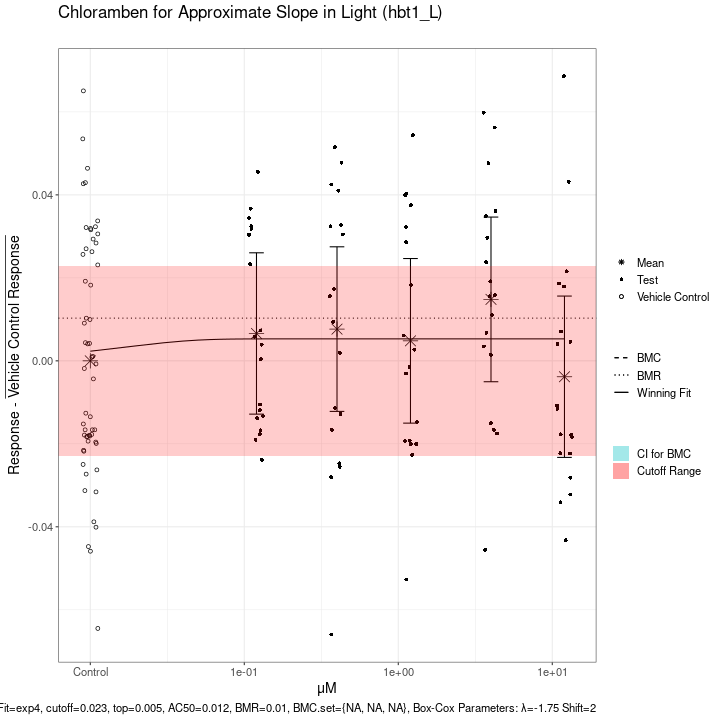 Chloramben for Approximate Slope in Light (hbt1_L)
Response - Vehicle Control Response
0.04
0.00
-0.04
Control
1e-01
1e+00
1e+01
μM
Mean
Test
Vehicle Control
BMC
BMR
Winning Fit
CI for BMC
Cutoff Range
Fit=exp4, cutoff=0.023, top=0.005, AC50=0.012, BMR=0.01, BMC.set={NA, NA, NA}, Box-Cox Parameters: λ=-1.75 Shift=2